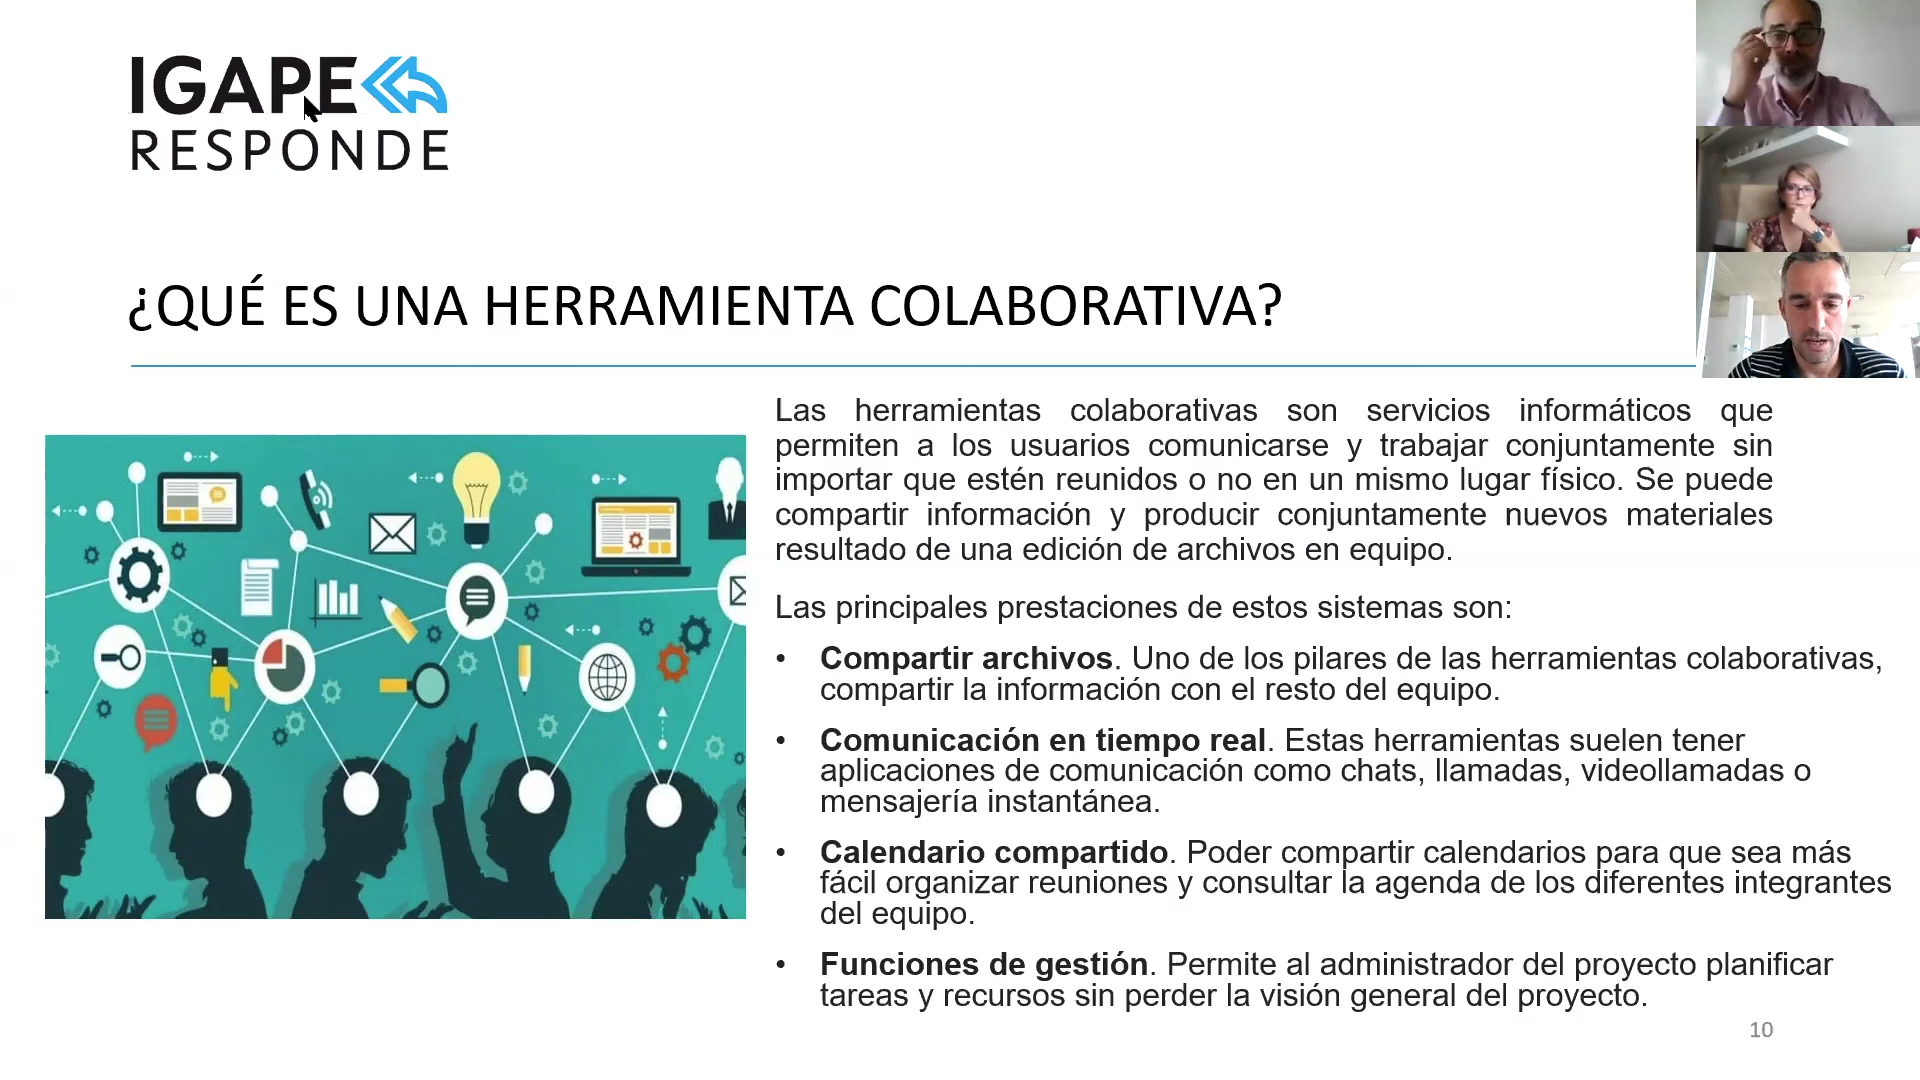 IGAPE
RESPONDE
¿QUÉ ES UNA HERRAMIENTA COLABORATIVA?
Las herramientas colaborativas son servicios informáticos que
permiten a los usuarios comunicarse y trabajar conjuntamente sin
importar que estén reunidos o no en un mismo lugar físico. Se puede
compartir información y producir conjuntamente nuevos materiales
resultado de una edición de archivos en equipo.
Las principales prestaciones de estos sistemas son:
• Compartir archivos. Uno de los pilares de las herramientas colaborativas,
compartir la información con el resto del equipo.
• Comunicación en tiempo real. Estas herramientas suelen tener
aplicaciones de comunicación como chats, llamadas, videollamadas o
mensajería instantánea.
• Calendario compartido. Poder compartir calendarios para que sea más
fácil organizar reuniones y consultar la agenda de los diferentes integrantes
del equipo.
• Funciones de gestión. Permite al administrador del proyecto planificar
tareas y recursos sin perder la visión general del proyecto.
10